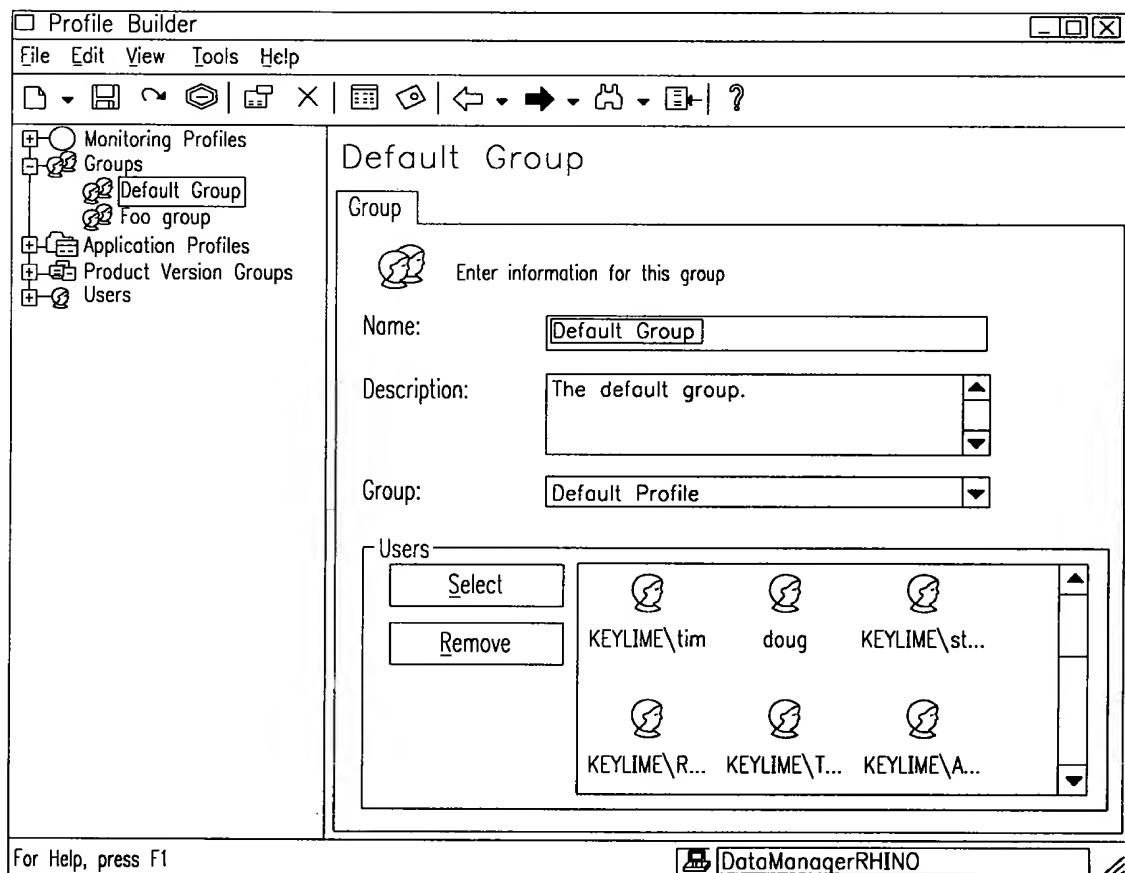 Profile Builder
File Edit View Tools Help
Monitoring Profiles
Groups
Default Group
Foo group
Application Profiles
Product Version Groups
Users
Default Group
Group
Enter information for this group
Name:
Default Group
Description:
The default group.
Group:
Default Profile
Users
Select
Remove
KEYLIME\tim doug KEYLIME\st...
KEYLIME\R... KEYLIME\T... KEYLIME\A...
For Help, press F1
DataManagerRHINO